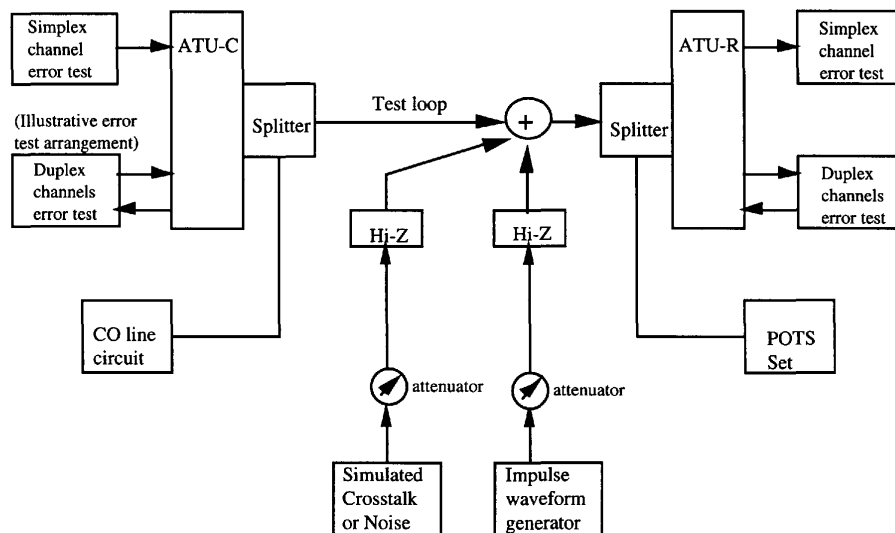 Simplex
channel
error test
ATU-C
ATU-R
Simplex
channel
error test
(Illustrative error
test arrangement)
Splitter
Test loop
+
Splitter
Duplex
channels
error test
Duplex
channels
error test
Hi-Z
Hi-Z
CO line
circuit
POTS
Set
attenuator
attenuator
Simulated
Crosstalk
or Noise
Impulse
waveform
generator